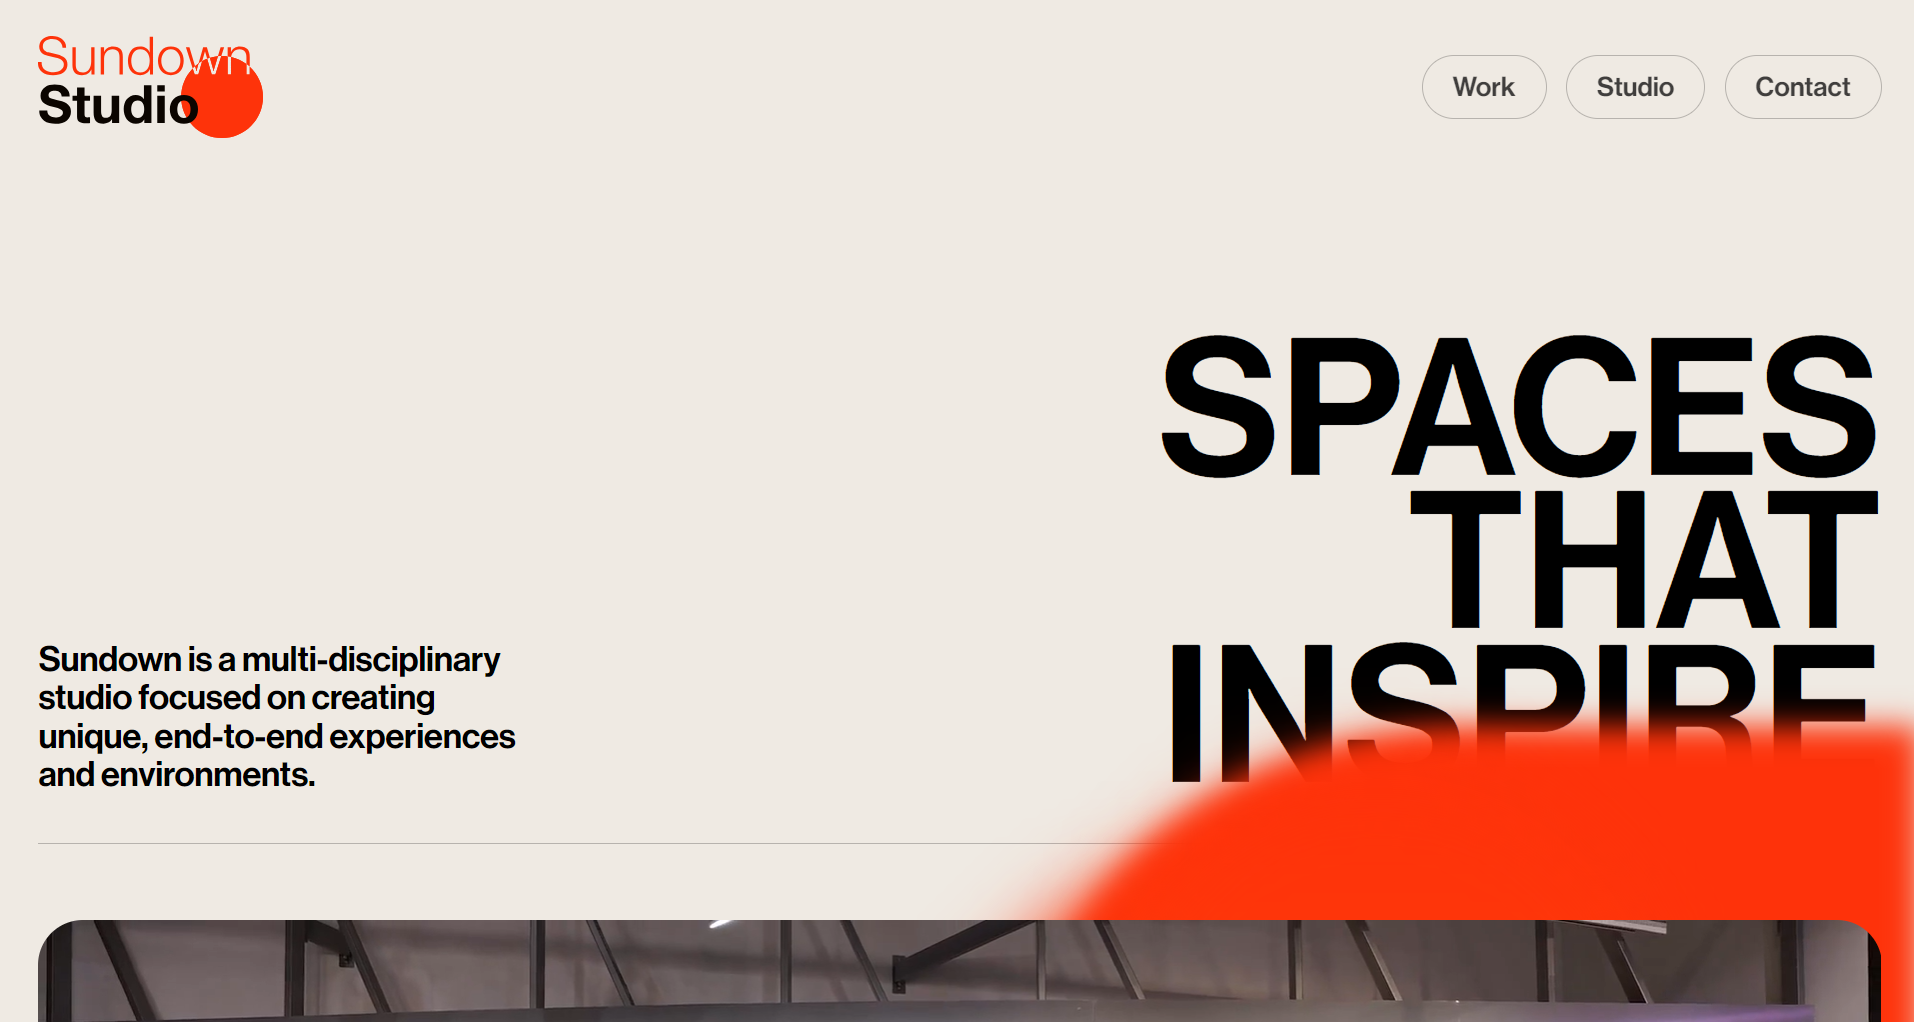 Sundown
Studio
Work
Studio
Contact
SPACES
THAT
INSPIRE
Sundown is a multi-disciplinary
studio focused on creating
unique, end-to-end experiences
and environments.